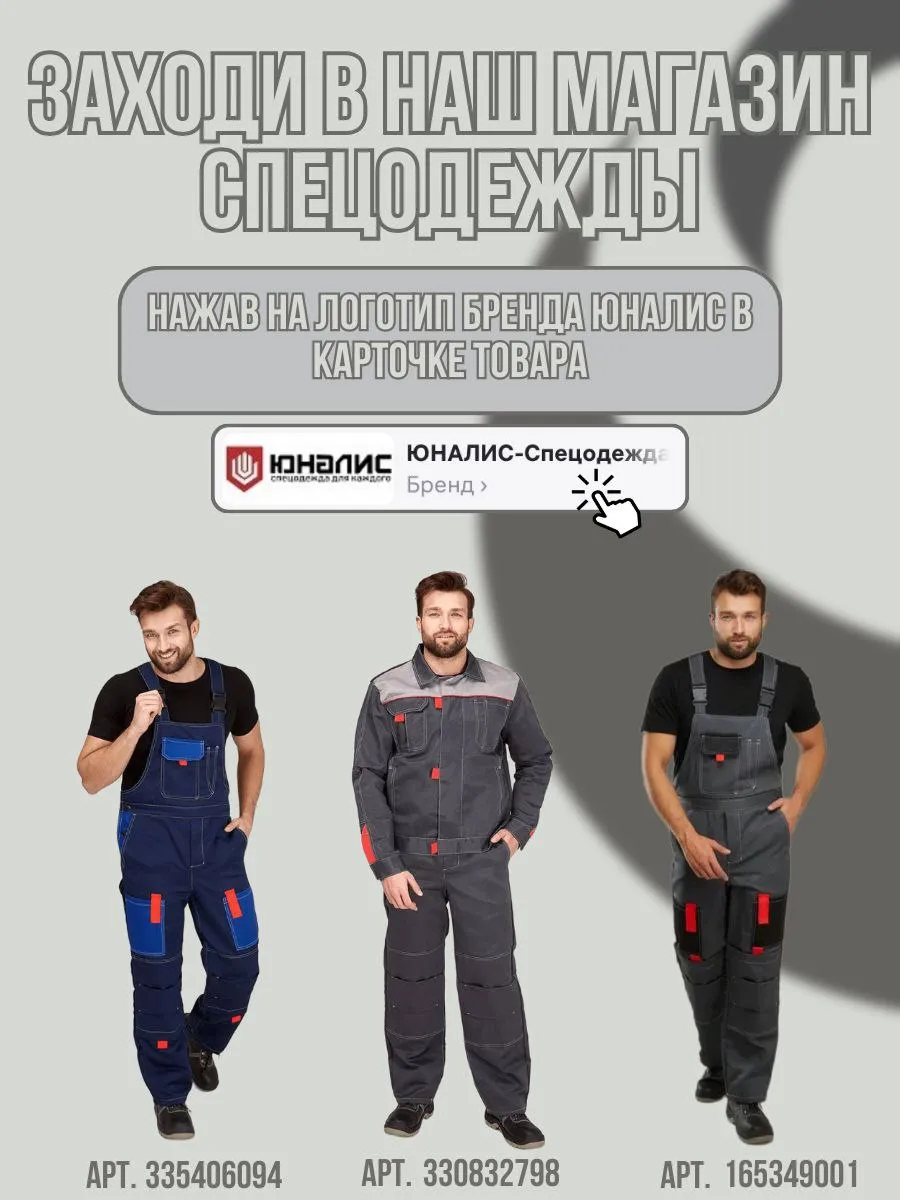 ЗАХОДИ В НАШ МАГАЗИН
СПЕЦОДЕЖДЫ
НАЖАВ НА ЛОГОТИП БРЕНДА ЮНАЛИС В
КАРТОЧКЕ ТОВАРА
ЮНАЛИС
спецодежда для каждого
ЮНАЛИС-Спецодежда
Бренд ›
АРТ. 335406094
АРТ. 330832798
АРТ. 165349001